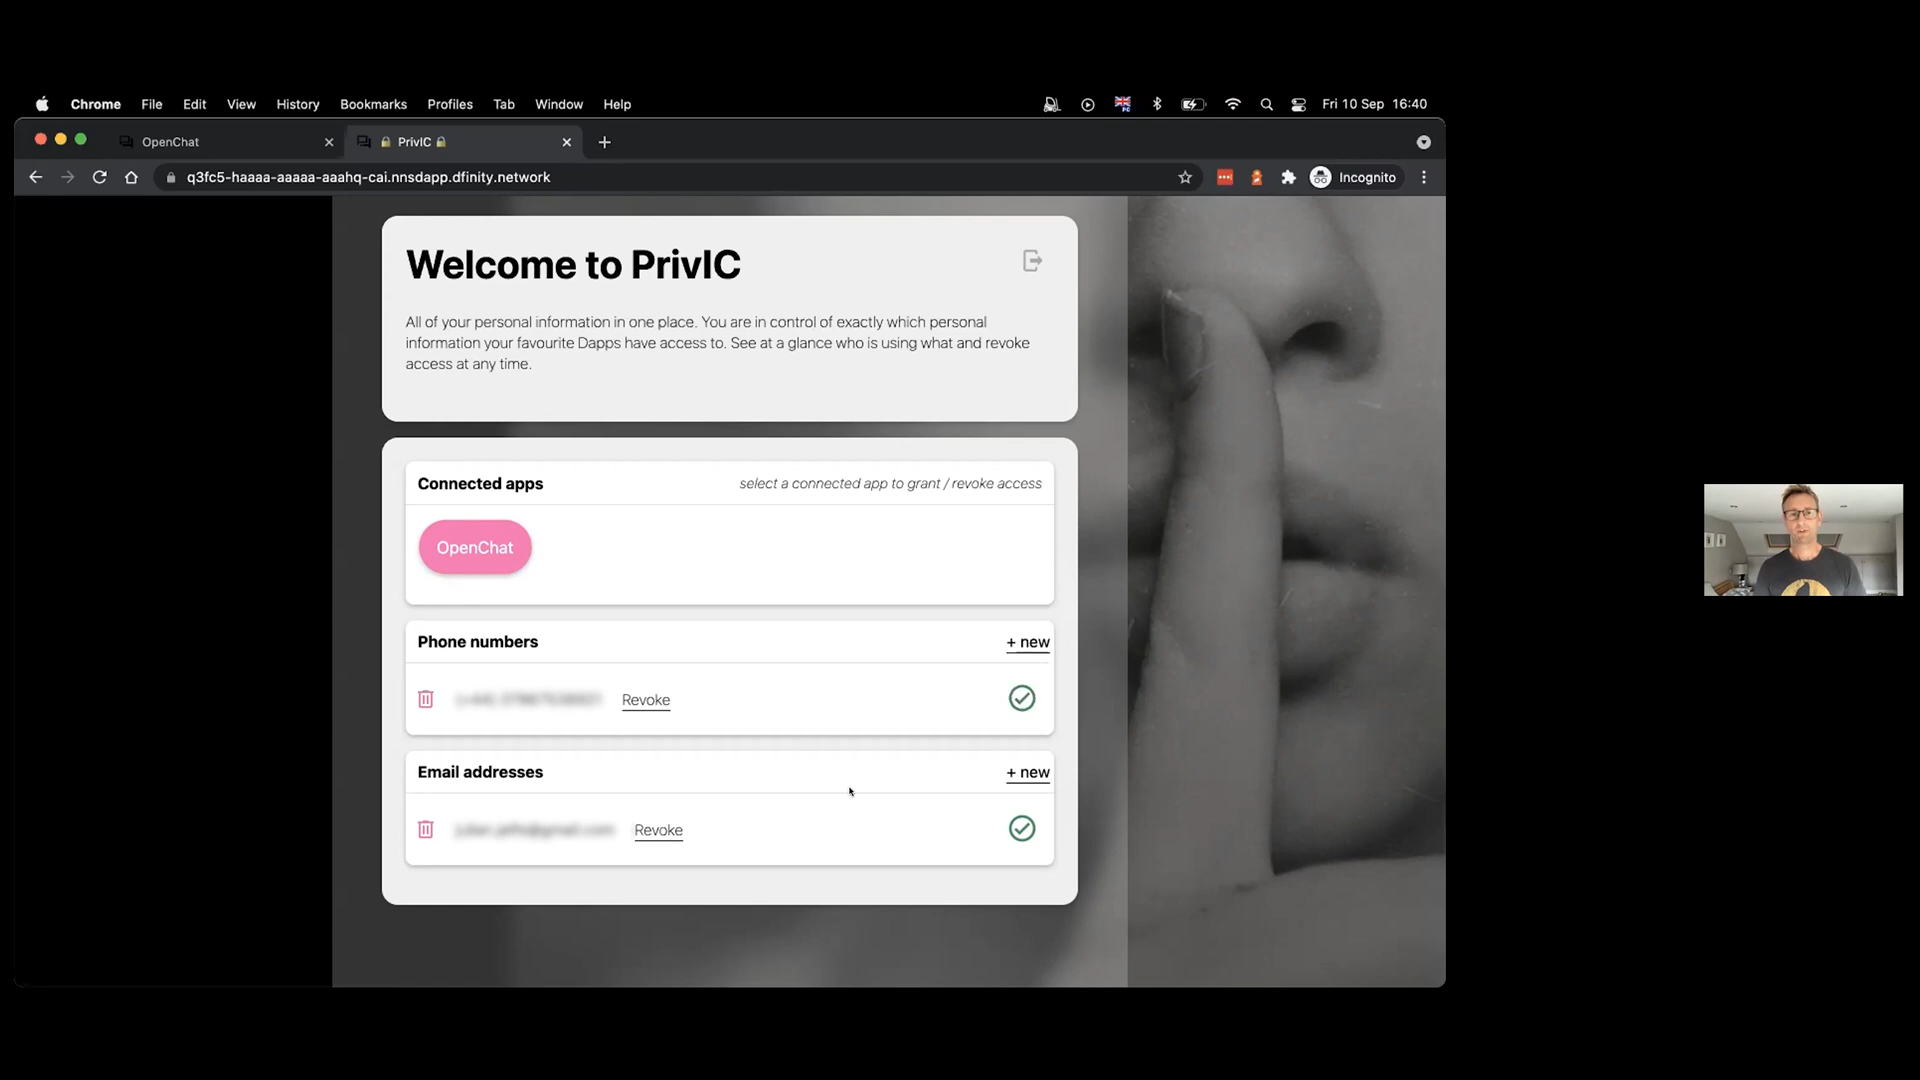 Chrome File Edit View History Bookmarks Profiles Tab Window Help Fri 10 Sep 16:40
OpenChat PrivIC
q3fc5-haaaa-aaaaa-aaahq-cai.nnsdapp.dfinity.network Incognito
Welcome to PrivIC
All of your personal information in one place. You are in control of exactly which personal
information your favourite Dapps have access to. See at a glance who is using what and revoke
access at any time.
Connected apps select a connected app to grant / revoke access
OpenChat
Phone numbers + new
Revoke
Email addresses + new
Revoke